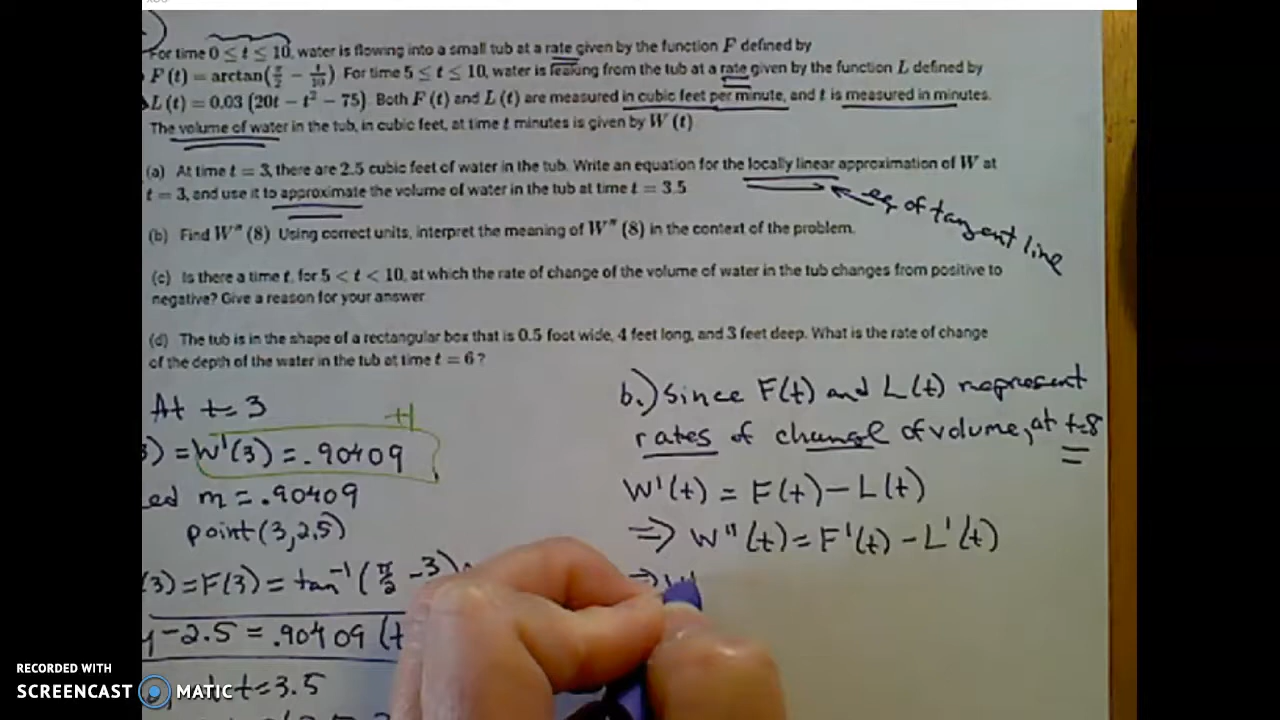 For time 0 ≤ t ≤ 10, water is flowing into a small tub at a rate given by the function F defined by
F(t) = arctan(π/2 − t/10). For time 5 ≤ t ≤ 10, water is leaking from the tub at a rate given by the function L defined by
L(t) = 0.03 (20t − t² − 75). Both F(t) and L(t) are measured in cubic feet per minute, and t is measured in minutes.
The volume of water in the tub, in cubic feet, at time t minutes is given by W(t)
(a) At time t = 3, there are 2.5 cubic feet of water in the tub. Write an equation for the locally linear approximation of W at
t = 3, and use it to approximate the volume of water in the tub at time t = 3.5
eq of tangent line
(b) Find W"(8) Using correct units, interpret the meaning of W"(8) in the context of the problem.
(c) Is there a time t, for 5 < t < 10, at which the rate of change of the volume of water in the tub changes from positive to
negative? Give a reason for your answer
(d) The tub is in the shape of a rectangular box that is 0.5 foot wide, 4 feet long, and 3 feet deep. What is the rate of change
of the depth of the water in the tub at time t = 6?
At t=3
+1
3) = W'(3) = .90409
ed m = .90409
point (3,2.5)
(3) = F(3) = tan⁻¹(π/2 - 3)
y - 2.5 = .90409 (t
t = 3.5
b.) Since F(t) and L(t) represent
rates of change of volume, at t=8
W'(t) = F(t) - L(t)
=> W"(t) = F'(t) - L'(t)
=> W
RECORDED WITH
SCREENCAST MATIC